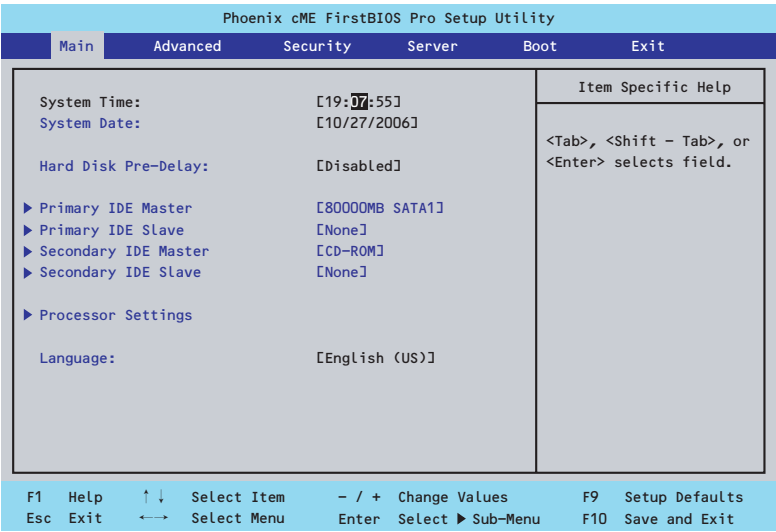 Phoenix cME FirstBIOS Pro Setup Utility
Main Advanced Security Server Boot Exit
Item Specific Help
System Time: [19:07:55]
System Date: [10/27/2006]
<Tab>, <Shift - Tab>, or
<Enter> selects field.
Hard Disk Pre-Delay: [Disabled]
▶ Primary IDE Master [80000MB SATA1]
▶ Primary IDE Slave [None]
▶ Secondary IDE Master [CD-ROM]
▶ Secondary IDE Slave [None]
▶ Processor Settings
Language: [English (US)]
F1 Help ↑↓ Select Item - / + Change Values F9 Setup Defaults
Esc Exit ←→ Select Menu Enter Select ▶ Sub-Menu F10 Save and Exit